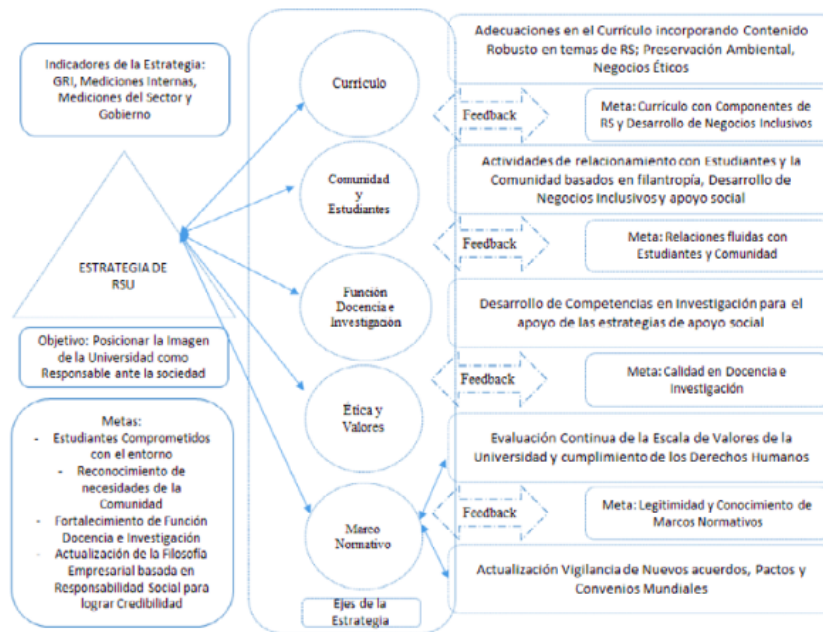 Indicadores de la Estrategia:
GRI, Mediciones Internas,
Mediciones del Sector y
Gobierno
ESTRATEGIA DE
RSU
Objetivo: Posicionar la Imagen
de la Universidad como
Responsable ante la sociedad
Metas:
- Estudiantes Comprometidos
con el entorno
- Reconocimiento de
necesidades de la
Comunidad
- Fortalecimiento de Función
Docencia e Investigación
- Actualización de la Filosofía
Empresarial basada en
Responsabilidad Social para
lograr Credibilidad
Currículo
Comunidad
y
Estudiantes
Función
Docencia e
Investigación
Ética y
Valores
Marco
Normativo
Ejes de la
Estrategia
Adecuaciones en el Currículo incorporando Contenido
Robusto en temas de RS; Preservación Ambiental,
Negocios Éticos
Feedback
Meta: Currículo con Componentes
de RS y Desarrollo de Negocios Inclusivos
Actividades de relacionamiento con Estudiantes y la
Comunidad basados en filantropía, Desarrollo de
Negocios Inclusivos y apoyo social
Feedback
Meta: Relaciones fluidas con
Estudiantes y Comunidad
Desarrollo de Competencias en Investigación para el
apoyo de las estrategias de apoyo social
Feedback
Meta: Calidad en Docencia e
Investigación
Evaluación Continua de la Escala de Valores de la
Universidad y cumplimiento de los Derechos Humanos
Feedback
Meta: Legitimidad y Conocimiento de
Marcos Normativos
Actualización Vigilancia de Nuevos acuerdos, Pactos y
Convenios Mundiales